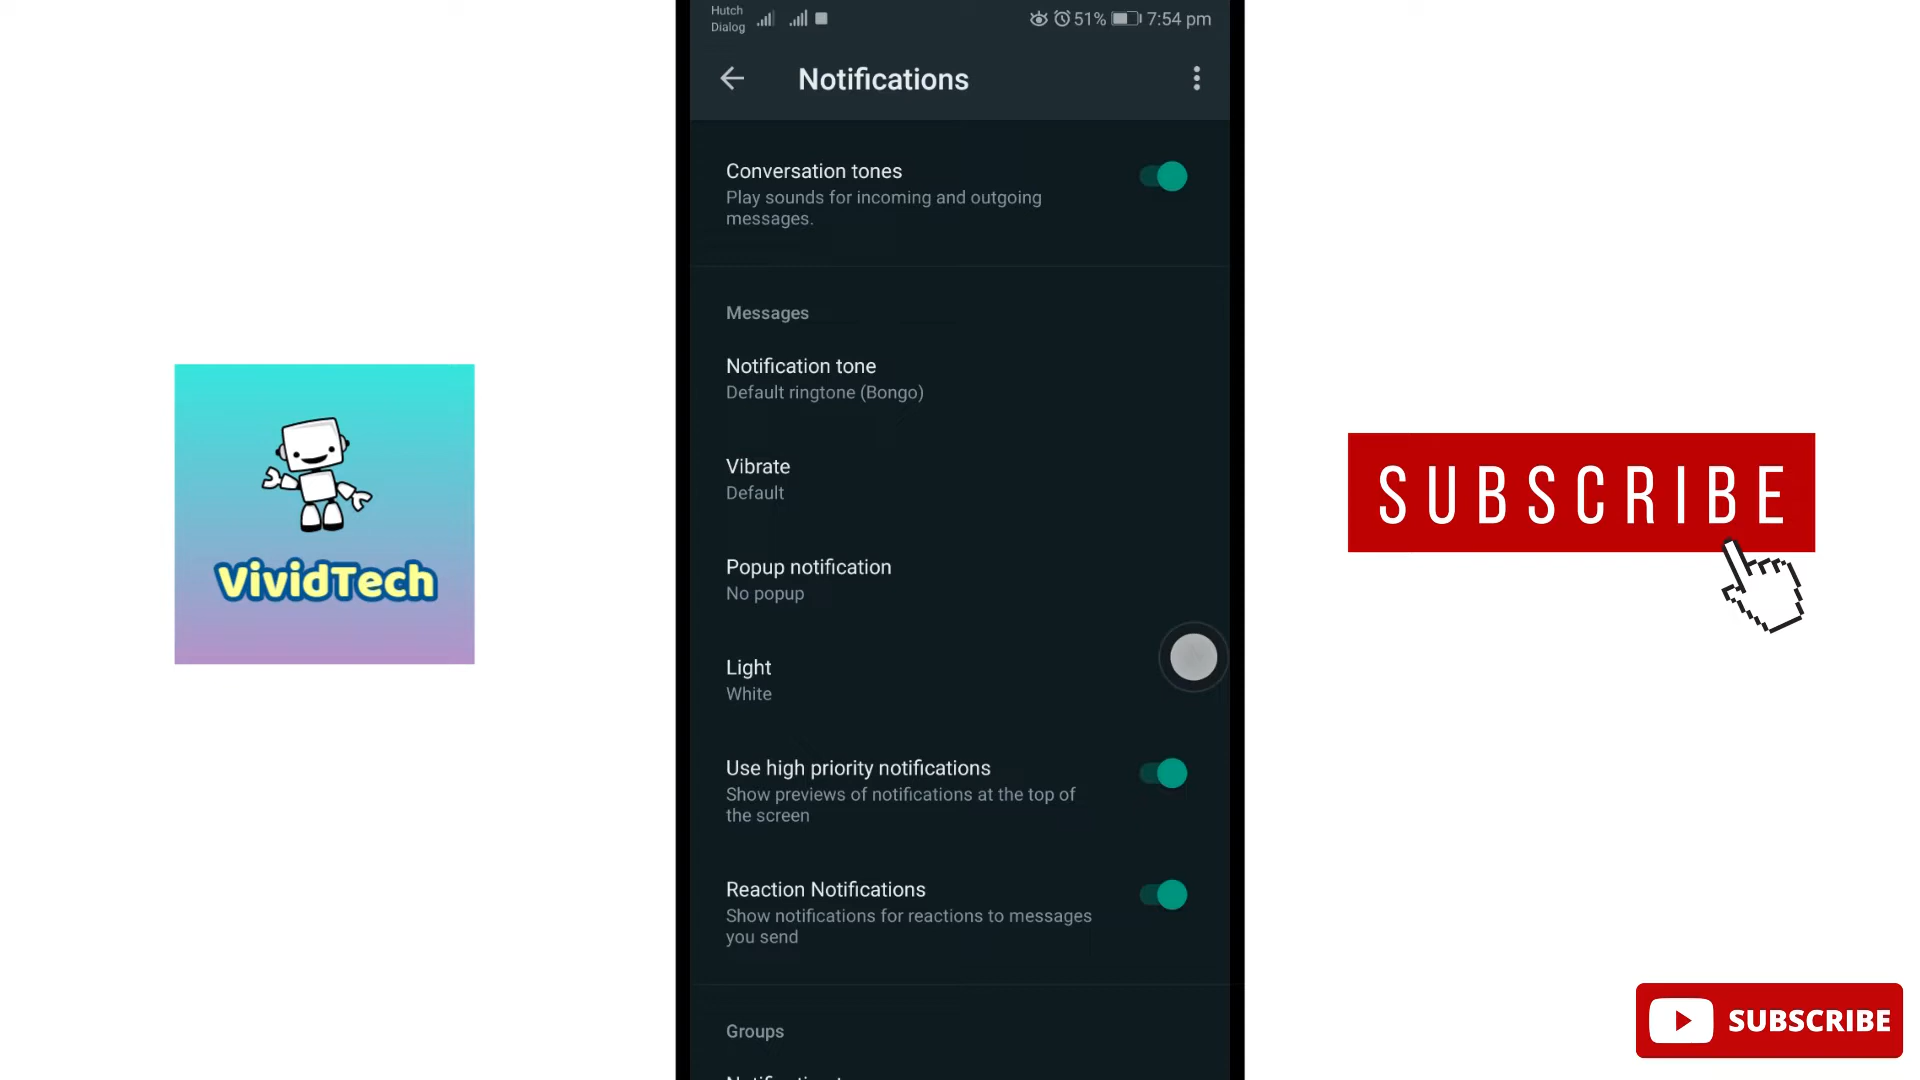 Hutch
Dialog
51%
7:54 pm
Notifications
Conversation tones
Play sounds for incoming and outgoing
messages.
Messages
Notification tone
Default ringtone (Bongo)
Vibrate
Default
Popup notification
No popup
Light
White
Use high priority notifications
Show previews of notifications at the top of
the screen
Reaction Notifications
Show notifications for reactions to messages
you send
Groups
VividTech
SUBSCRIBE
SUBSCRIBE